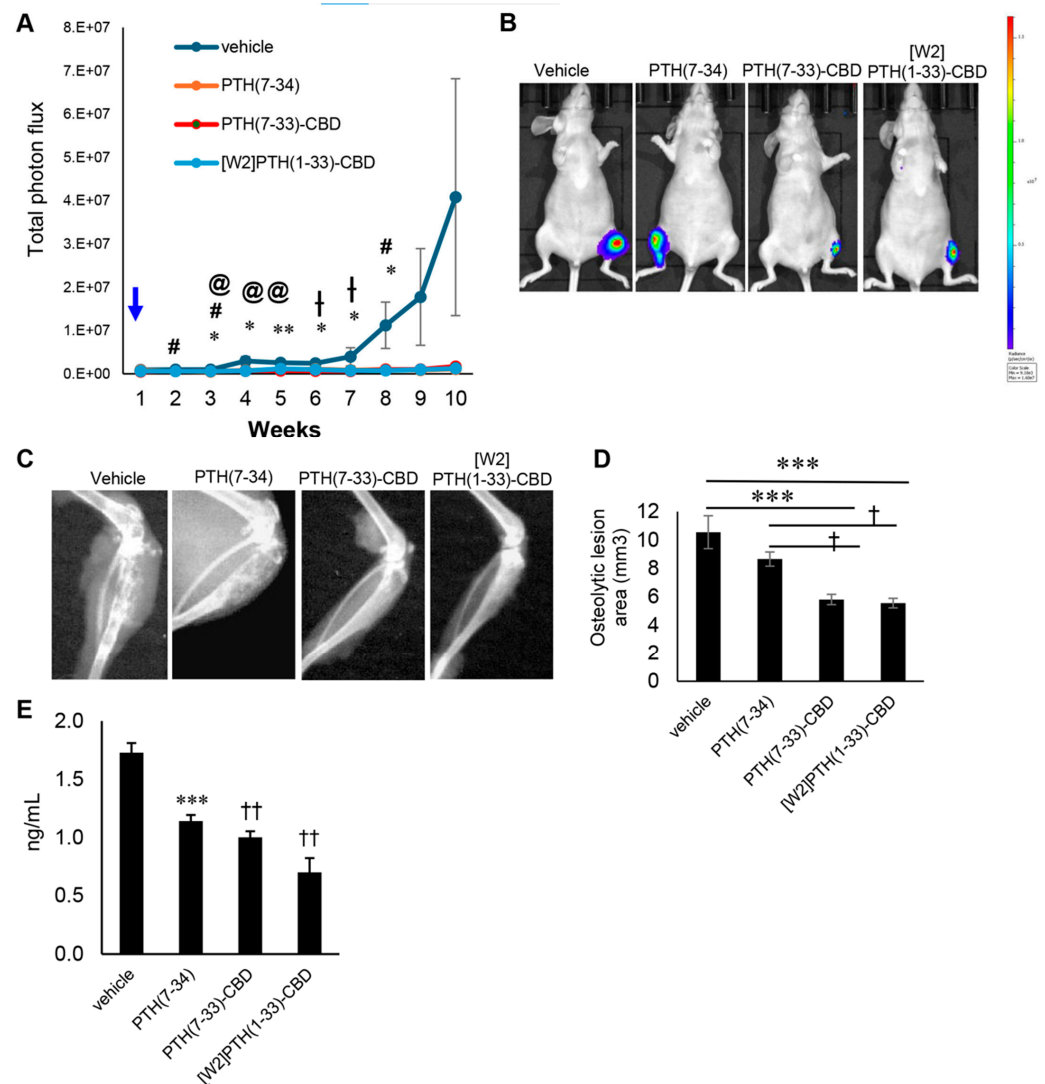 A
8.E+07
7.E+07
6.E+07
5.E+07
4.E+07
3.E+07
2.E+07
1.E+07
0.E+00
Total photon flux
vehicle
PTH(7-34)
PTH(7-33)-CBD
[W2]PTH(1-33)-CBD
#
@
#
*
@
*
@
**
ƚ
*
ƚ
*
#
*
1 2 3 4 5 6 7 8 9 10
Weeks
B
Vehicle
PTH(7-34)
PTH(7-33)-CBD
[W2]
PTH(1-33)-CBD
Radiance
Color Scale
C
Vehicle
PTH(7-34)
PTH(7-33)-CBD
[W2]
PTH(1-33)-CBD
D
***
***
†
†
12
10
8
6
4
2
0
Osteolytic lesion
area (mm3)
vehicle
PTH(7-34)
PTH(7-33)-CBD
[W2]PTH(1-33)-CBD
E
2.0
1.5
1.0
0.5
0.0
ng/mL
***
††
††
vehicle
PTH(7-34)
PTH(7-33)-CBD
[W2]PTH(1-33)-CBD